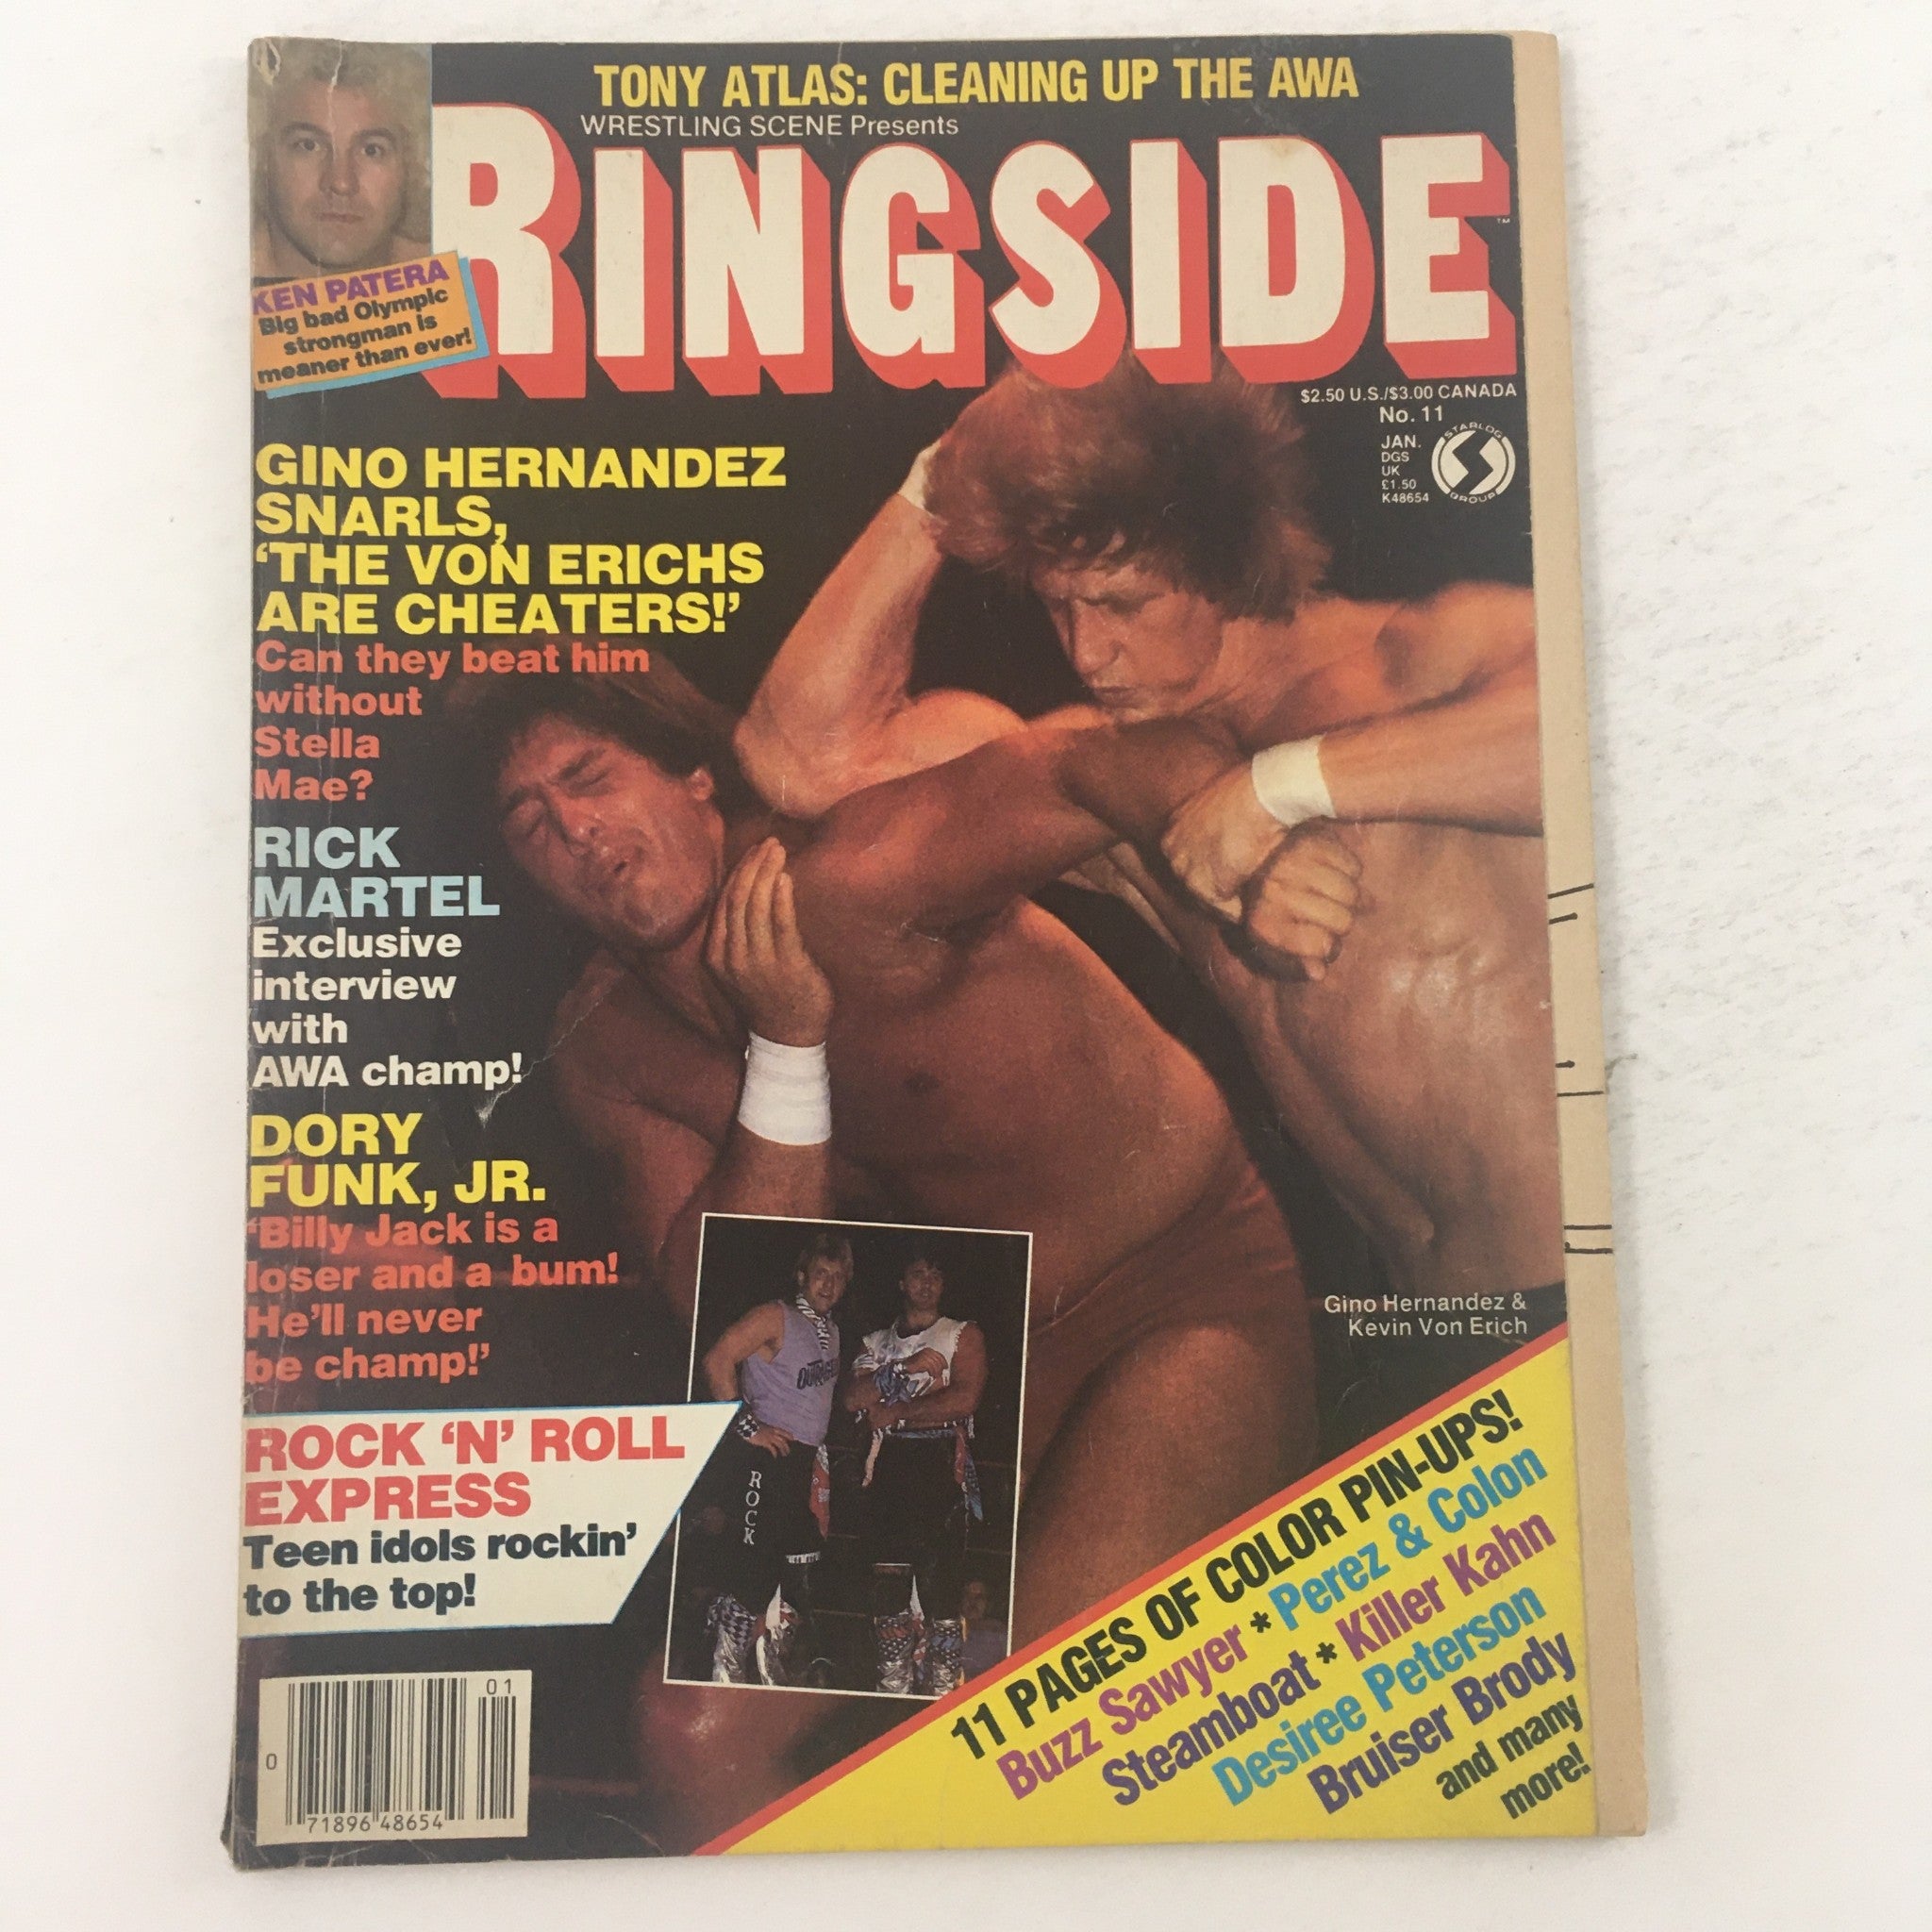 TONY ATLAS: CLEANING UP THE AWA
WRESTLING SCENE Presents
RINGSIDE
TM
KEN PATERA
Big bad Olympic
strongman is
meaner than ever!
$2.50 U.S./$3.00 CANADA
No. 11
JAN.
DGS
UK
£1.50
K48654
STARLOG
GROUP
GINO HERNANDEZ
SNARLS,
‘THE VON ERICHS
ARE CHEATERS!’
Can they beat him
without
Stella
Mae?
RICK
MARTEL
Exclusive
interview
with
AWA champ!
DORY
FUNK, JR.
‘Billy Jack is a
loser and a bum!
He’ll never
be champ!’
Gino Hernandez &
Kevin Von Erich
ROCK ‘N’ ROLL
EXPRESS
Teen idols rockin’
to the top!
ROCK
11 PAGES OF COLOR PIN-UPS!
Buzz Sawyer * Perez & Colon
Steamboat * Killer Kahn
Desiree Peterson
Bruiser Brody
and many
more!
01
0
71896 48654